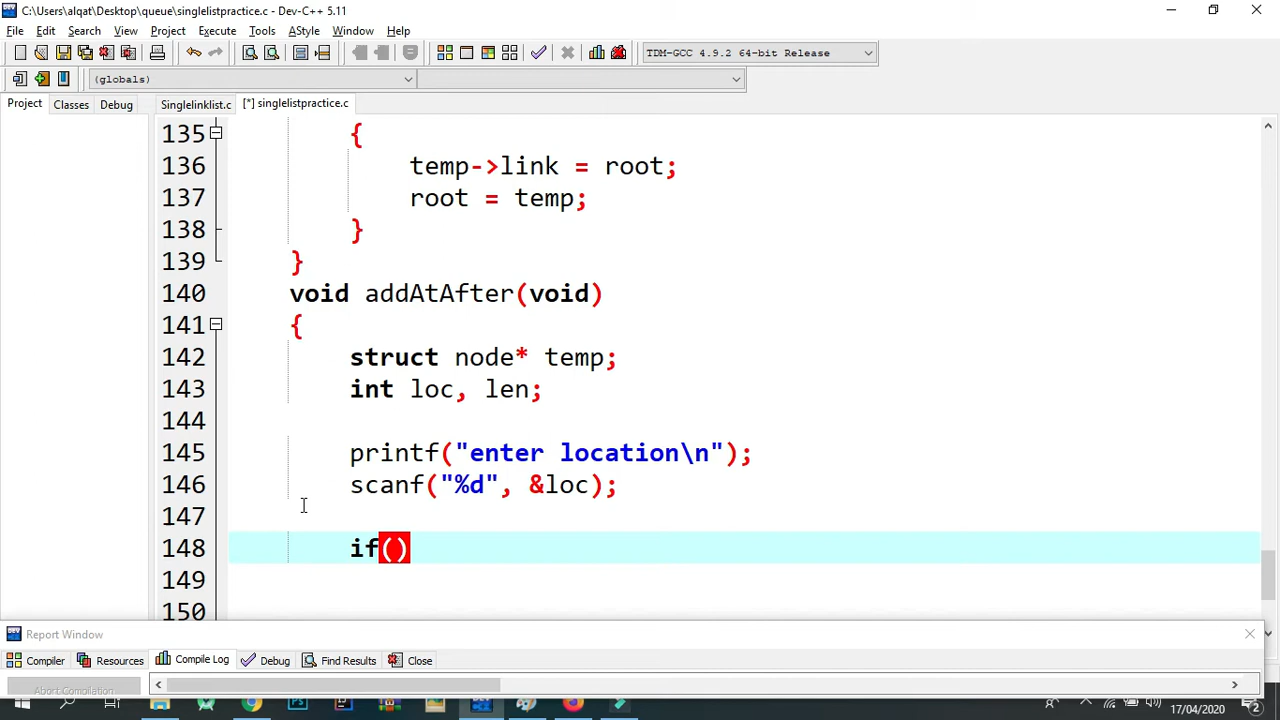 C:\Users\alqat\Desktop\queue\singlelistpractice.c - Dev-C++ 5.11
File Edit Search View Project Execute Tools AStyle Window Help
TDM-GCC 4.9.2 64-bit Release
(globals)
Project Classes Debug Singlelinklist.c [*] singlelistpractice.c
135 {
136 temp->link = root;
137 root = temp;
138 }
139 }
140 void addAtAfter(void)
141 {
142 struct node* temp;
143 int loc, len;
144
145 printf("enter location\n");
146 scanf("%d", &loc);
147
148 if()
149
150
Report Window
Compiler Resources Compile Log Debug Find Results Close
Abort Compilation
17/04/2020